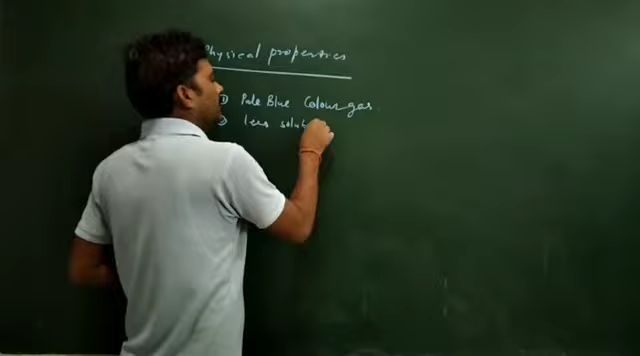 Physical properties
① Pale Blue Colour gas.
② less solu